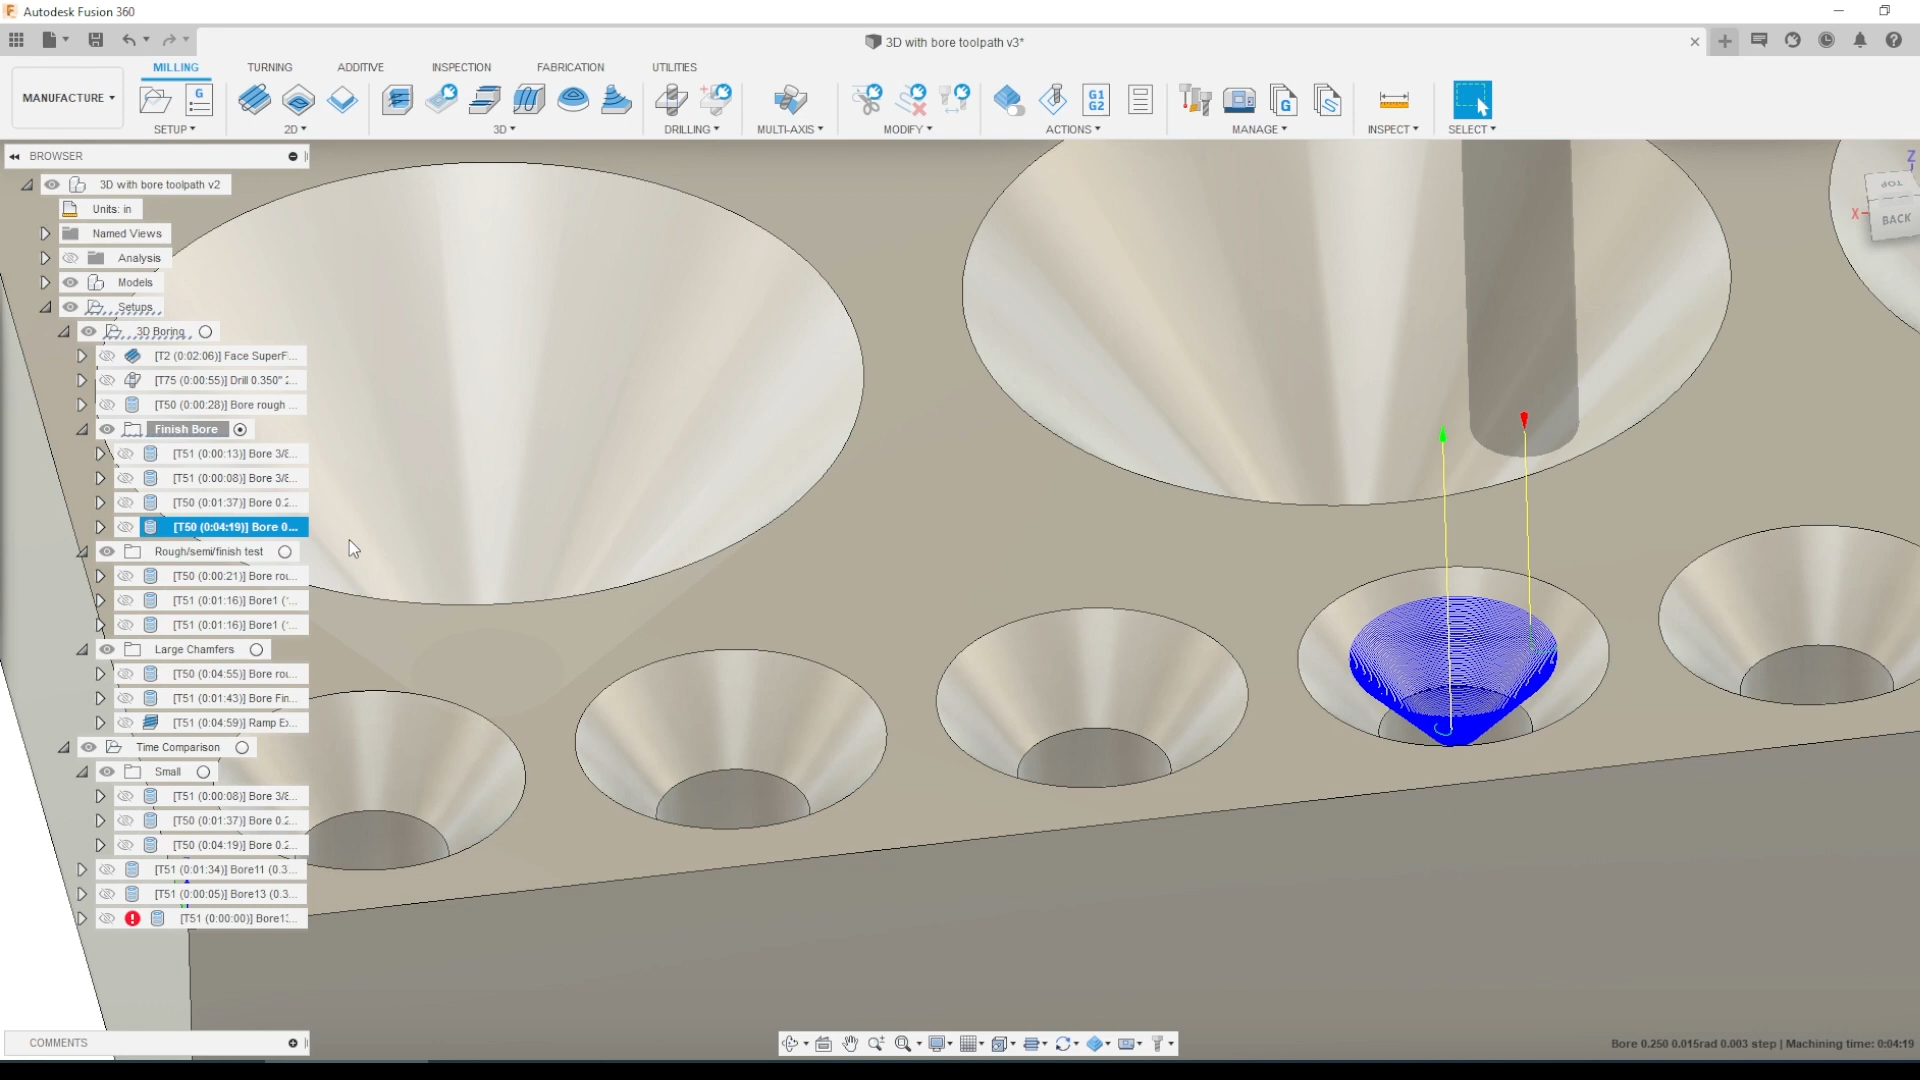 Autodesk Fusion 360
3D with bore toolpath v3*
MANUFACTURE
MILLING
TURNING
ADDITIVE
INSPECTION
FABRICATION
UTILITIES
G
G1
G2
G
SETUP
2D
3D
DRILLING
MULTI-AXIS
MODIFY
ACTIONS
MANAGE
INSPECT
SELECT
BROWSER
3D with bore toolpath v2
Units: in
Named Views
Analysis
Models
Setups
3D Boring
[T2 (0:02:06)] Face SuperF...
[T75 (0:00:55)] Drill 0.350" 2...
[T50 (0:00:28)] Bore rough ...
Finish Bore
[T51 (0:00:13)] Bore 3/8...
[T51 (0:00:08)] Bore 3/8...
[T50 (0:01:37)] Bore 0.2...
[T50 (0:04:19)] Bore 0...
Rough/semi/finish test
[T50 (0:00:21)] Bore rou...
[T51 (0:01:16)] Bore1 (...
[T51 (0:01:16)] Bore1 (...
Large Chamfers
[T50 (0:04:55)] Bore rou...
[T51 (0:01:43)] Bore Fin...
[T51 (0:04:59)] Ramp Ex...
Time Comparison
Small
[T51 (0:00:08)] Bore 3/8...
[T50 (0:01:37)] Bore 0.2...
[T50 (0:04:19)] Bore 0.2...
[T51 (0:01:34)] Bore11 (0.3...
[T51 (0:00:05)] Bore13 (0.3...
[T51 (0:00:00)] Bore13...
Z
TOP
X
BACK
COMMENTS
Bore 0.250 0.015rad 0.003 step | Machining time: 0:04:19